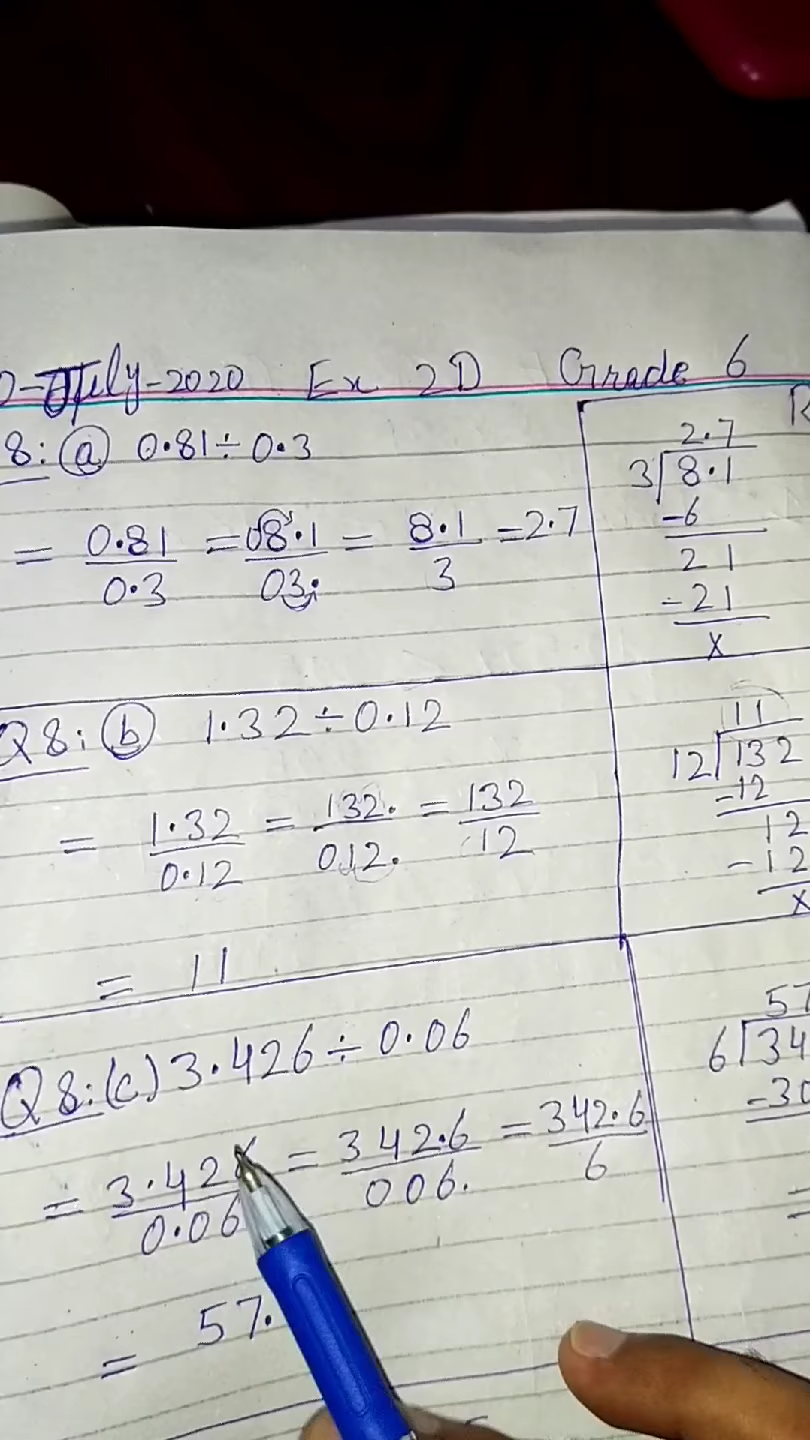 2-July-2020 Ex 2D Grade 6
8: (a) 0.81 ÷ 0.3
= 0.81/0.3 = 08.1/03. = 8.1/3 = 2.7
2.7
3 8.1
-6
21
-21
x
Q8: (b) 1.32 ÷ 0.12
= 1.32/0.12 = 132./012. = 132/12
= 11
11
12 132
-12
12
-12
x
Q8: (c) 3.426 ÷ 0.06
= 3.426/0.06 = 342.6/006. = 342.6/6
= 57.
57
6 34
-30
=